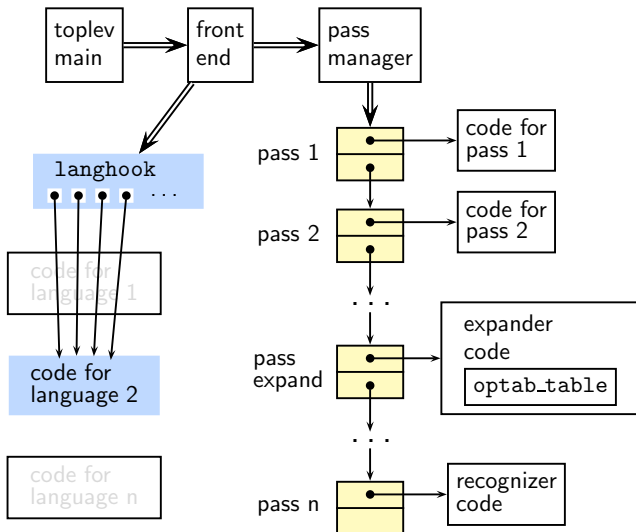 toplev
main
front
end
pass
manager
langhook
. . .
code for
language 1
code for
language 2
code for
language n
pass 1
code for
pass 1
pass 2
code for
pass 2
. . .
pass
expand
expander
code
optab_table
. . .
pass n
recognizer
code